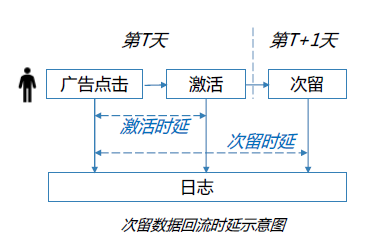 第T天 第T+1天
广告点击 激活 次留
激活时延
次留时延
日志
次留数据回流时延示意图